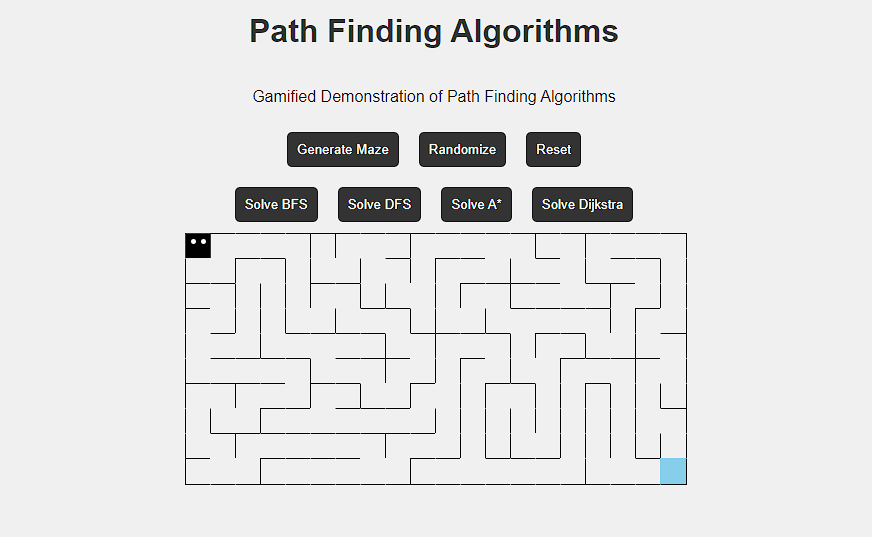 Path Finding Algorithms
Gamified Demonstration of Path Finding Algorithms
Generate Maze Randomize Reset
Solve BFS Solve DFS Solve A* Solve Dijkstra